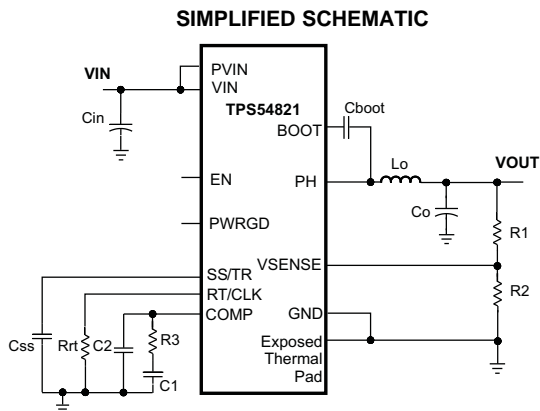 SIMPLIFIED SCHEMATIC
VIN
PVIN
VIN
TPS54821
Cin
Cboot
BOOT
EN
PH
Lo
VOUT
Co
PWRGD
R1
VSENSE
SS/TR
RT/CLK
COMP
R2
GND
Css
Rrt
C2
R3
C1
Exposed
Thermal
Pad